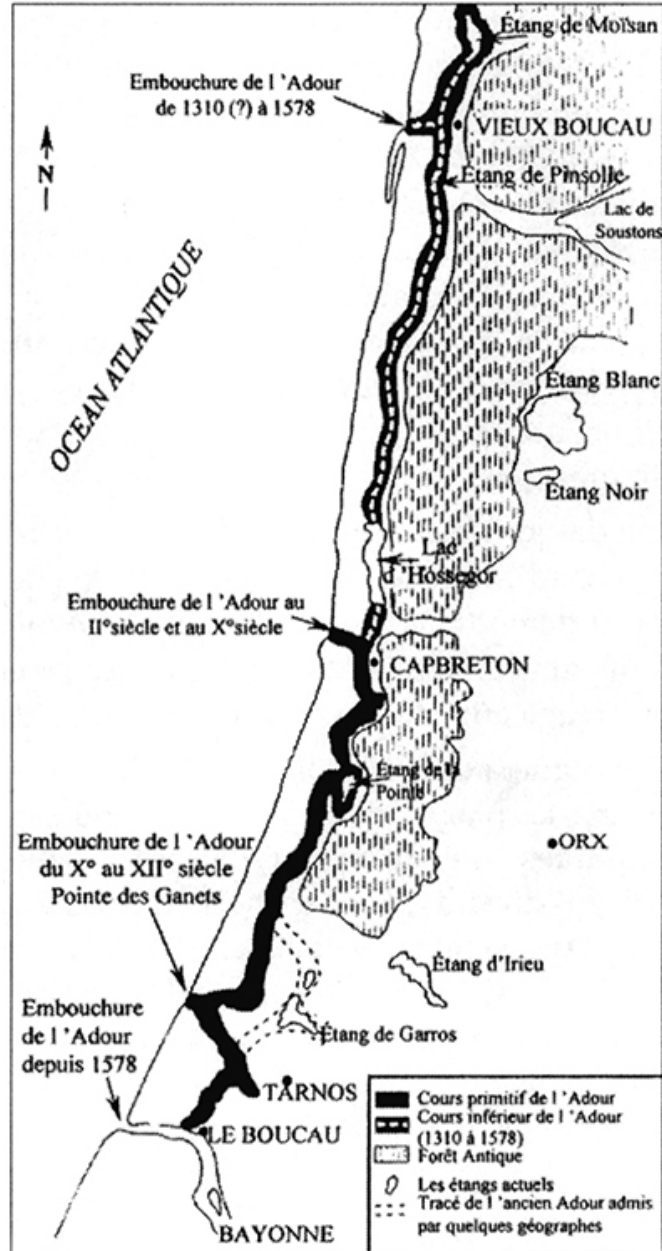 Étang de Moïsan
Embouchure de l 'Adour
de 1310 (?) à 1578
VIEUX BOUCAU
N
Étang de Pinsolle
Lac de
Soustons
OCEAN ATLANTIQUE
Étang Blanc
Étang Noir
Lac
d 'Hossegor
Embouchure de l 'Adour au
II°siècle et au X°siècle
CAPBRETON
Étang de la
Pointe
Embouchure de l 'Adour
du X° au XII° siècle
Pointe des Ganets
ORX
Étang d'Irieu
Embouchure
de l 'Adour
depuis 1578
Étang de Garros
TARNOS
LE BOUCAU
BAYONNE
Cours primitif de l 'Adour
Cours inférieur de l 'Adour
(1310 à 1578)
Forêt Antique
Les étangs actuels
Tracé de l 'ancien Adour admis
par quelques géographes